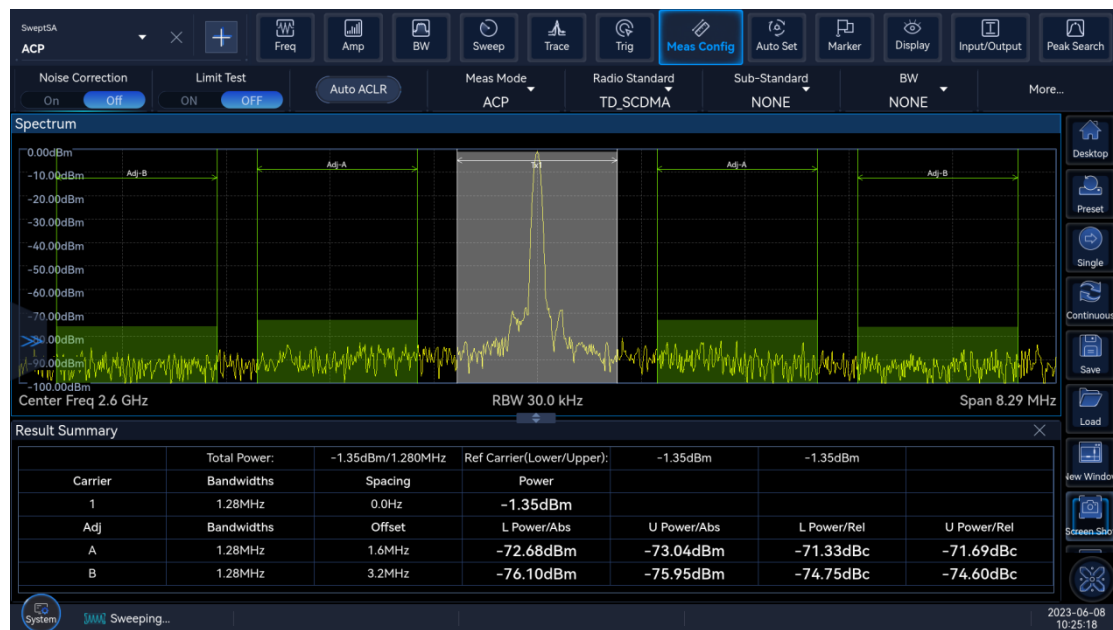 SweptSA
ACP
Freq
Amp
BW
Sweep
Trace
Trig
Meas Config
Auto Set
Marker
Display
Input/Output
Peak Search
Noise Correction
On Off
Limit Test
ON OFF
Auto ACLR
Meas Mode
ACP
Radio Standard
TD_SCDMA
Sub-Standard
NONE
BW
NONE
More...
Spectrum
0.00dBm
-10.00dBm
-20.00dBm
-30.00dBm
-40.00dBm
-50.00dBm
-60.00dBm
-70.00dBm
.00dBm
-90.00dBm
-100.00dBm
Adj-B
Adj-A
Adj-A
Adj-B
Center Freq 2.6 GHz RBW 30.0 kHz Span 8.29 MHz
Result Summary
Total Power: -1.35dBm/1.280MHz Ref Carrier(Lower/Upper): -1.35dBm -1.35dBm
Carrier Bandwidths Spacing Power
1 1.28MHz 0.0Hz -1.35dBm
Adj Bandwidths Offset L Power/Abs U Power/Abs L Power/Rel U Power/Rel
A 1.28MHz 1.6MHz -72.68dBm -73.04dBm -71.33dBc -71.69dBc
B 1.28MHz 3.2MHz -76.10dBm -75.95dBm -74.75dBc -74.60dBc
Desktop
Preset
Single
Continuous
Save
Load
New Windo
Screen Sho
System
Sweeping...
2023-06-08
10:25:18